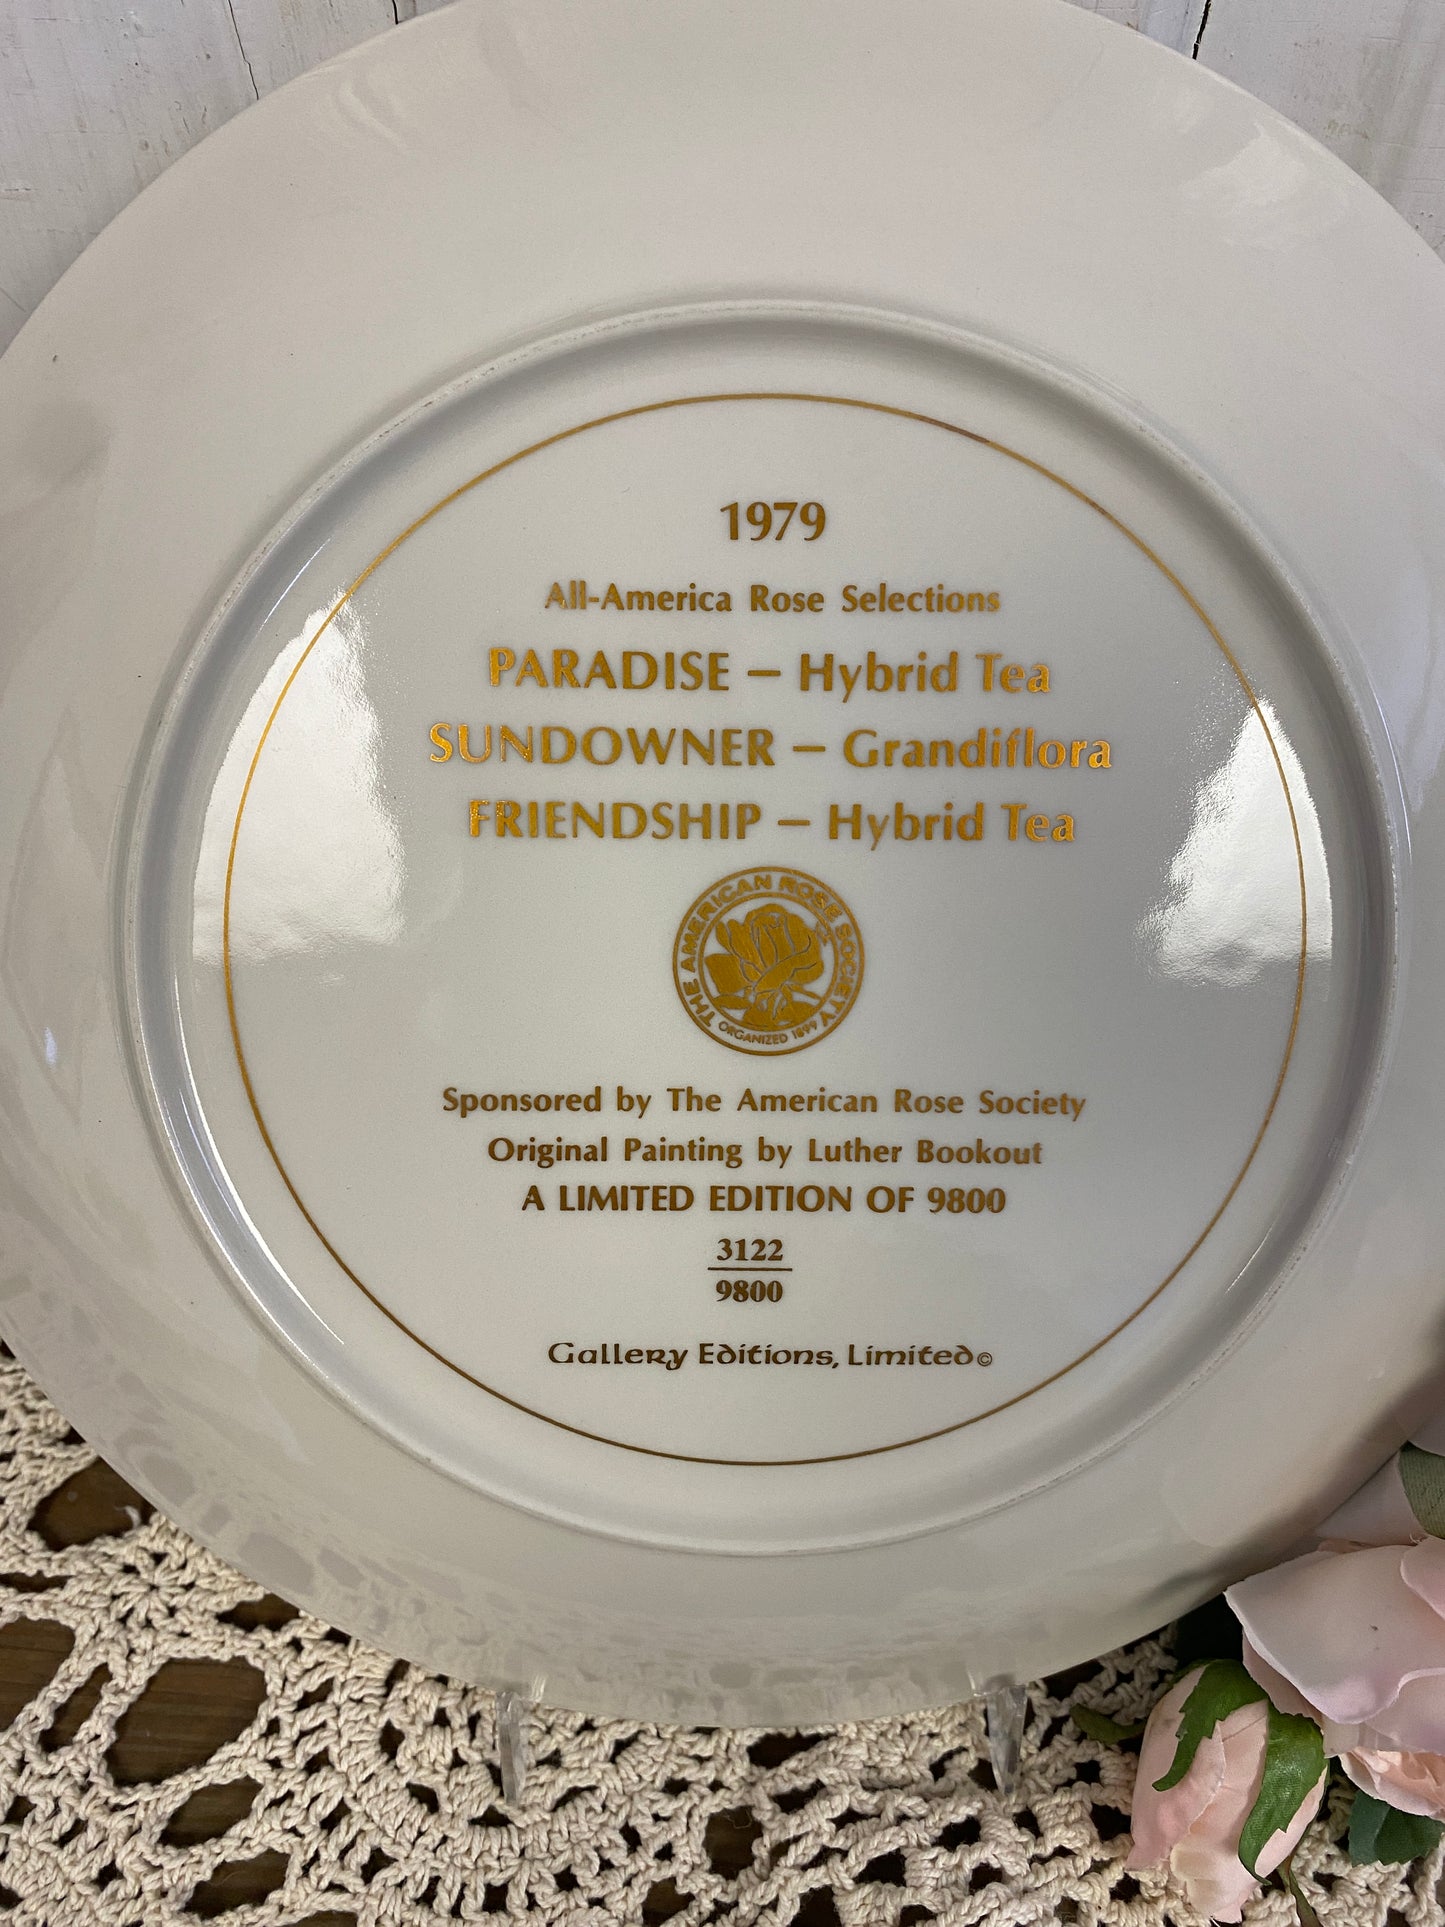 1979
All-America Rose Selections
PARADISE – Hybrid Tea
SUNDOWNER – Grandiflora
FRIENDSHIP – Hybrid Tea
THE AMERICAN ROSE SOCIETY
ORGANIZED 1899
Sponsored by The American Rose Society
Original Painting by Luther Bookout
A LIMITED EDITION OF 9800
3122
9800
Gallery Editions, Limited©